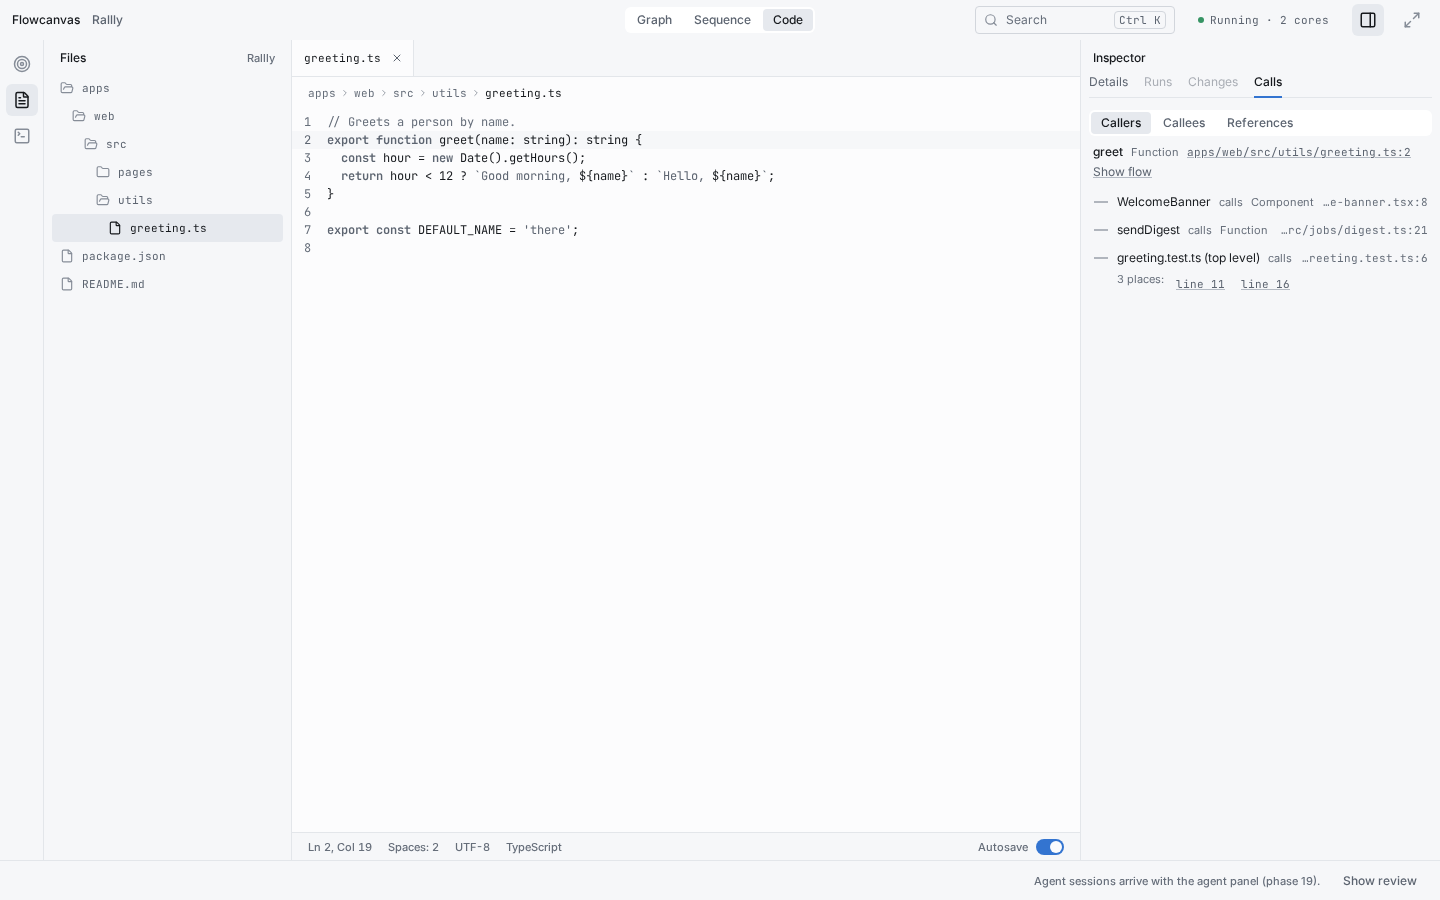 Flowcanvas Rallly Graph Sequence Code Search Ctrl K Running · 2 cores
Files Rallly
apps
web
src
pages
utils
greeting.ts
package.json
README.md
greeting.ts
apps › web › src › utils › greeting.ts
1 // Greets a person by name.
2 export function greet(name: string): string {
3 const hour = new Date().getHours();
4 return hour < 12 ? `Good morning, ${name}` : `Hello, ${name}`;
5 }
6
7 export const DEFAULT_NAME = 'there';
8
Ln 2, Col 19 Spaces: 2 UTF-8 TypeScript Autosave
Inspector
Details Runs Changes Calls
Callers Callees References
greet Function apps/web/src/utils/greeting.ts:2
Show flow
WelcomeBanner calls Component …e-banner.tsx:8
sendDigest calls Function …rc/jobs/digest.ts:21
greeting.test.ts (top level) calls …reeting.test.ts:6
3 places: line 11 line 16
Agent sessions arrive with the agent panel (phase 19). Show review